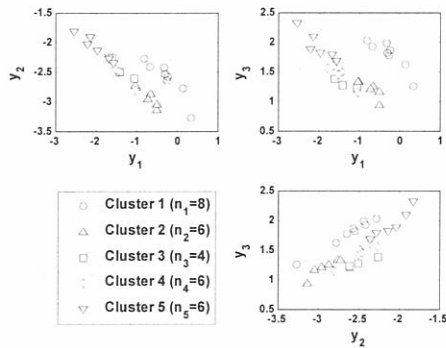 -1.5
-2
-2.5
-3
-3.5
y2
-3 -2 -1 0 1
y1
2.5
2
1.5
1
0.5
y3
-3 -2 -1 0 1
y1
Cluster 1 (n1=8)
Cluster 2 (n2=6)
Cluster 3 (n3=4)
Cluster 4 (n4=6)
Cluster 5 (n5=6)
2.5
2
1.5
1
0.5
y3
-3.5 -3 -2.5 -2 -1.5
y2